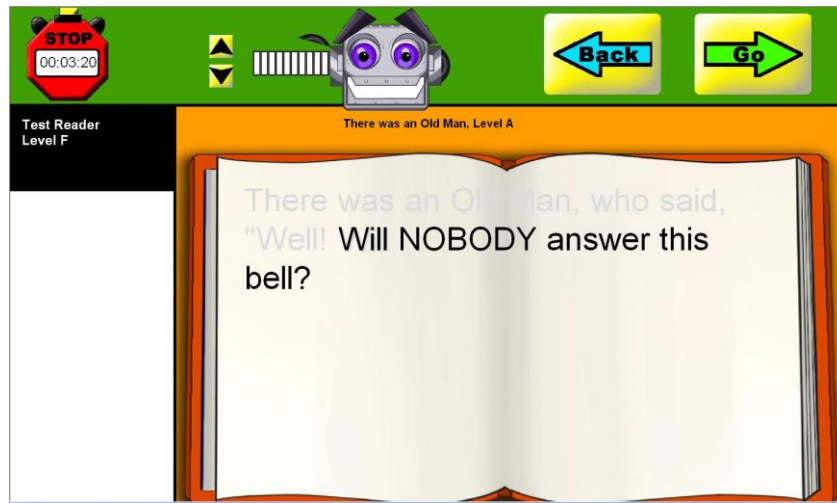 STOP
00:03:20
Back
Go
Test Reader
Level F
There was an Old Man, Level A
There was an Old Man, who said,
"Well! Will NOBODY answer this
bell?